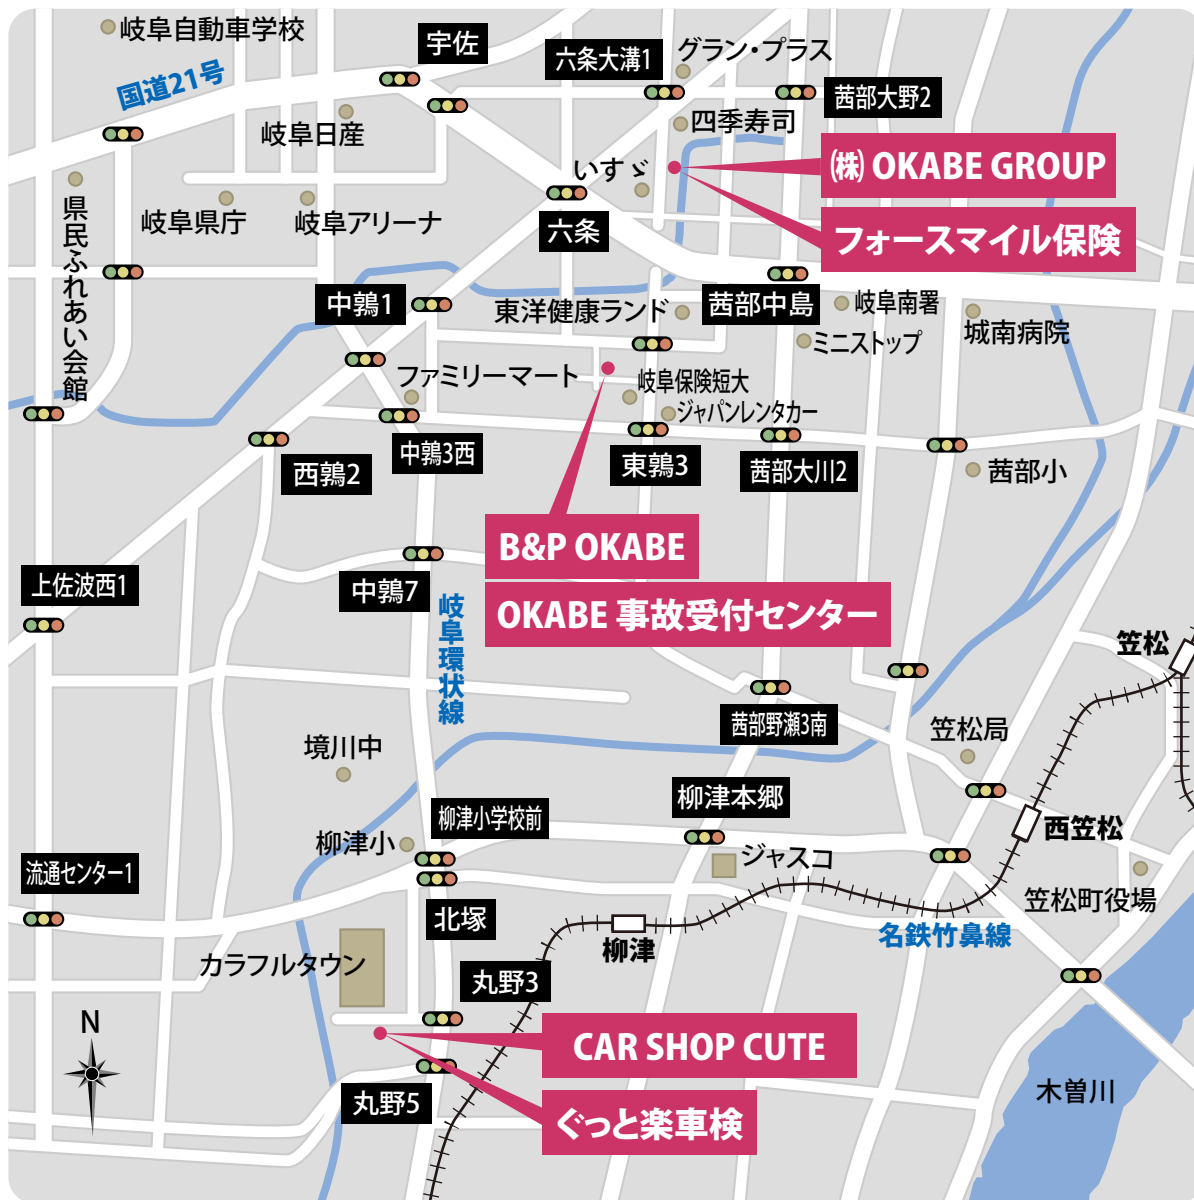 岐阜自動車学校
宇佐
六条大溝1
グラン・プラス
国道21号
茜部大野2
岐阜日産
四季寿司
㈱ OKABE GROUP
いすゞ
県民ふれあい会館
岐阜県庁
岐阜アリーナ
六条
フォースマイル保険
中鶉1
東洋健康ランド
茜部中島
岐阜南署
城南病院
ミニストップ
ファミリーマート
岐阜保険短大
ジャパンレンタカー
中鶉3西
西鶉2
東鶉3
茜部大川2
茜部小
B&P OKABE
上佐波西1
中鶉7
OKABE 事故受付センター
岐阜環状線
笠松
茜部野瀬3南
笠松局
境川中
柳津本郷
柳津小学校前
西笠松
柳津小
ジャスコ
流通センター1
笠松町役場
北塚
名鉄竹鼻線
柳津
カラフルタウン
丸野3
N
CAR SHOP CUTE
木曽川
丸野5
ぐっと楽車検